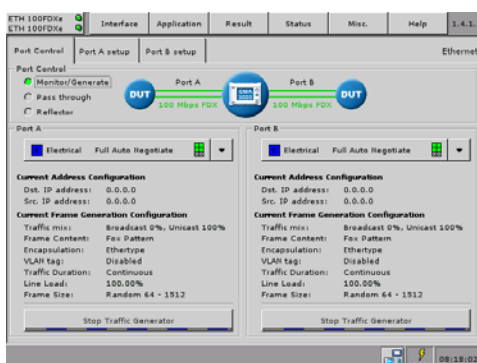 ETH 100FDXe
ETH 100FDXe
Interface Application Result Status Misc. Help 1.4.1.
Port Control Port A setup Port B setup Ethernet
Port Control
Monitor/Generate
Pass through
Reflector
DUT Port A 100 Mbps FDX GMA 3000 Port B 100 Mbps FDX DUT
Port A
Electrical Full Auto Negotiate
Current Address Configuration
Dst. IP address: 0.0.0.0
Src. IP address: 0.0.0.0
Current Frame Generation Configuration
Traffic mix: Broadcast 0%, Unicast 100%
Frame Content: Fox Pattern
Encapsulation: Ethertype
VLAN tag: Disabled
Traffic Duration: Continuous
Line Load: 100.00%
Frame Size: Random 64 - 1512
Stop Traffic Generator
Port B
Electrical Full Auto Negotiate
Current Address Configuration
Dst. IP address: 0.0.0.0
Src. IP address: 0.0.0.0
Current Frame Generation Configuration
Traffic mix: Broadcast 0%, Unicast 100%
Frame Content: Fox Pattern
Encapsulation: Ethertype
VLAN tag: Disabled
Traffic Duration: Continuous
Line Load: 100.00%
Frame Size: Random 64 - 1512
Stop Traffic Generator
08:18:02